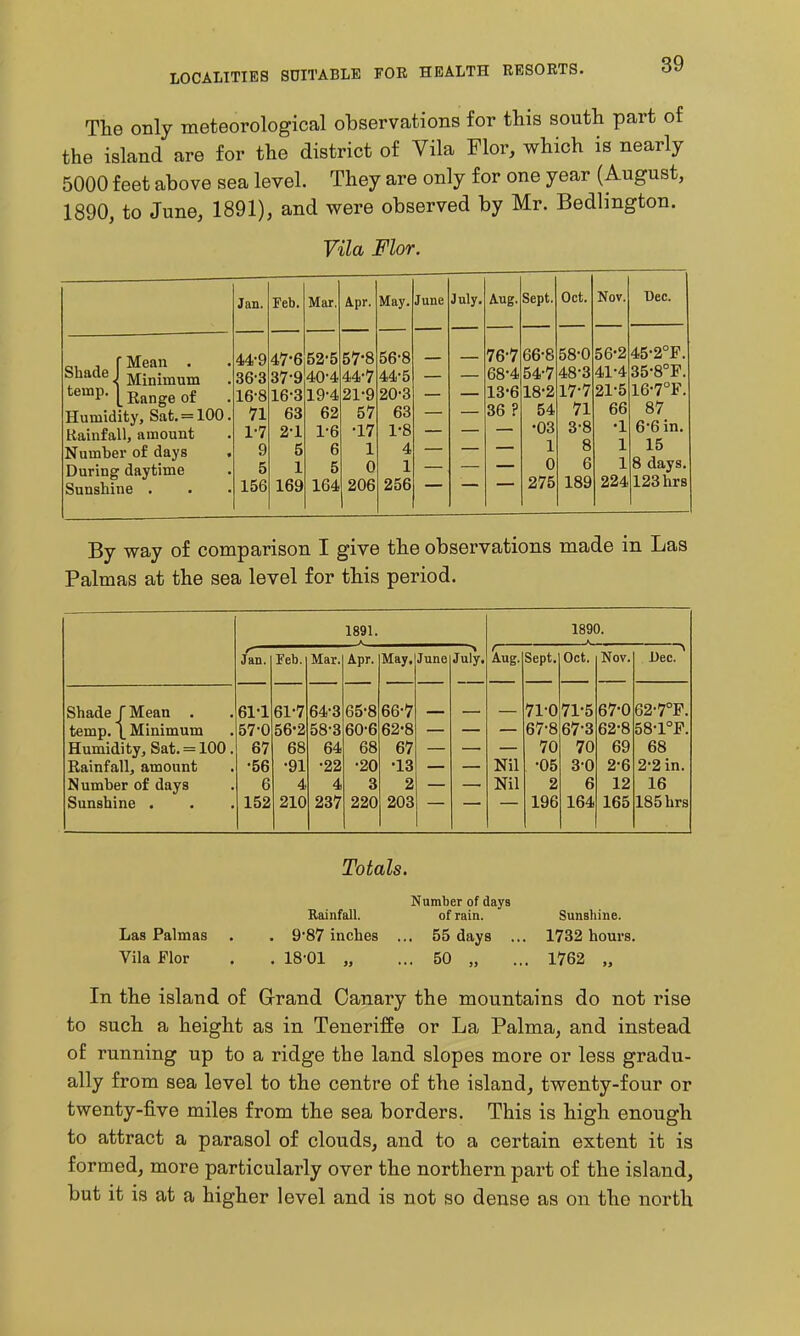 LOCALITIES SUITABLE FOR HEALTH RESORTS. 39
The only meteorological observations for this south part of
the island are for the district of Vila Flor, which is nearly
5000 feet above sea level. They are only for one year (August,
1890, to June, 1891), and were observed by Mr. Bedlington.
Vila Flor.
Jan. Feb. Mar. Apr. May. June July. Aug. Sept. Oct. Nov. Dec.
Shade temp. { Mean . . 44·9 47·6 52·5 57·8 56·8 — — 76·7 66·8 58·0 56·2 45·2°F.
Minimum . 36·3 37·9 40·4 44·7 44·5 — — 68·4 54·7 48·3 41·4 35·8°F.
Range of . 16·8 16·3 19·4 21·9 20·3 — — 13·6 18·2 17·7 21·5 16·7°F.
Humidity, Sat. = 100. 71 63 62 57 63 — — 36 ? 54 71 66 87
Rainfall, amount . 1·7 2·1 1·6 ·17 1·8 — — — ·03 3·8 ·1 6·6 in.
Number of days . 9 5 6 1 4 — — — 1 8 1 15
During daytime . 5 1 5 0 1 — — — 0 6 1 8 days.
Sunshine . . . 156 169 164 206 256 — — — 275 189 224 123 hrs
By way of comparison I give the observations made in Las
Palmas at the sea level for this period.
1891. 1890.
Jan. Feb. Mar. Apr. May. June July. Aug. Sept. Oct. Nov. Dec.
Shade temp. { Mean . . 61·1 61·7 64·3 65·8 66·7 — — — 71·0 71·5 67·0 62·7°F.
Minimum . 57·0 56·2 58·3 60·6 62·8 — — — 67·8 67·3 62·8 58·1°F.
Humidity, Sat. = 100. 67 68 64 68 67 — — — 70 70 69 68
Rainfall, amount . ·56 ·91 ·22 ·20 ·13 — — Nil ·05 3·0 2·6 2·2 in.
Number of days . 6 4 4 3 2 — — Nil 2 6 12 16
Sunshine . . . 152 210 237 220 203 — — — 196 164 165 185 hrs
Totals.
Rainfall. Number of days of rain. Sunshine.
Las Palmas . . 9·87 inches ... 55 days ... 1732 hours.
Vila Flor . . 18·01 „ ... 50 „ ... 1762 „
In the island of Grand Canary the mountains do not rise
to such a height as in Teneriffe or La Palma, and instead
of running up to a ridge the land slopes more or less gradu-
ally from sea level to the centre of the island, twenty-four or
twenty-five miles from the sea borders. This is high enough
to attract a parasol of clouds, and to a certain extent it is
formed, more particularly over the northern part of the island,
but it is at a higher level and is not so dense as on the north